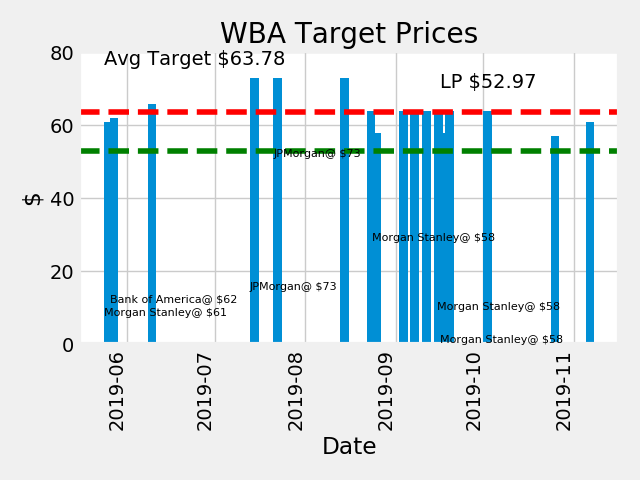 WBA Target Prices
Avg Target $63.78
LP $52.97
80
60
40
20
0
$
JPMorgan@ $73
Morgan Stanley@ $58
JPMorgan@ $73
Bank of America@ $62
Morgan Stanley@ $61
Morgan Stanley@ $58
Morgan Stanley@ $58
2019-06
2019-07
2019-08
2019-09
2019-10
2019-11
Date